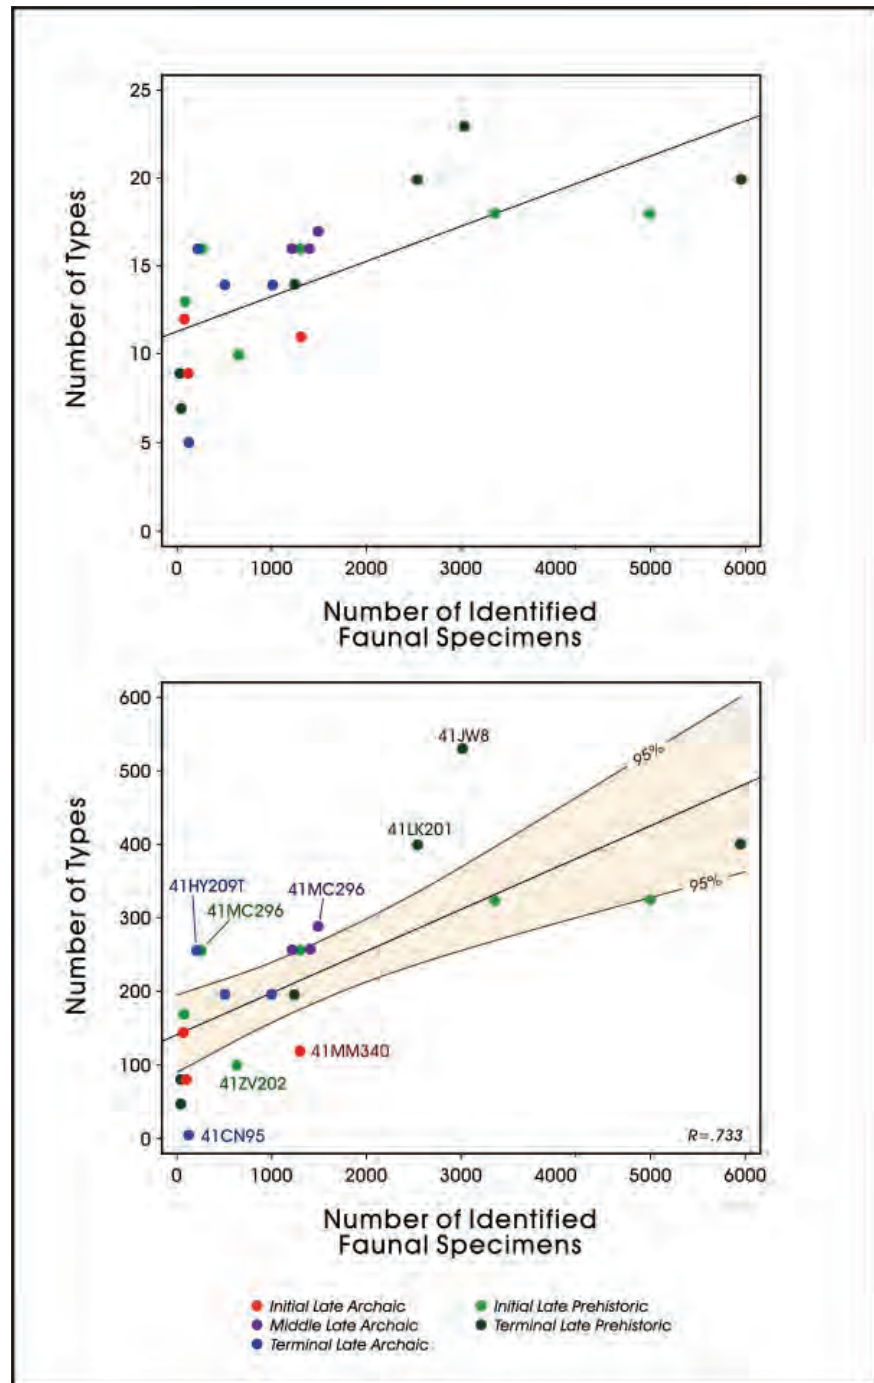 25
20
15
10
5
0
Number of Types
0 1000 2000 3000 4000 5000 6000
Number of Identified
Faunal Specimens
600
500
400
300
200
100
0
Number of Types
41JW8
95%
41LK201
41HY209T
41MC296
41MC296
95%
41MM340
41ZV202
41CN95
R=.733
0 1000 2000 3000 4000 5000 6000
Number of Identified
Faunal Specimens
Initial Late Archaic
Middle Late Archaic
Terminal Late Archaic
Initial Late Prehistoric
Terminal Late Prehistoric